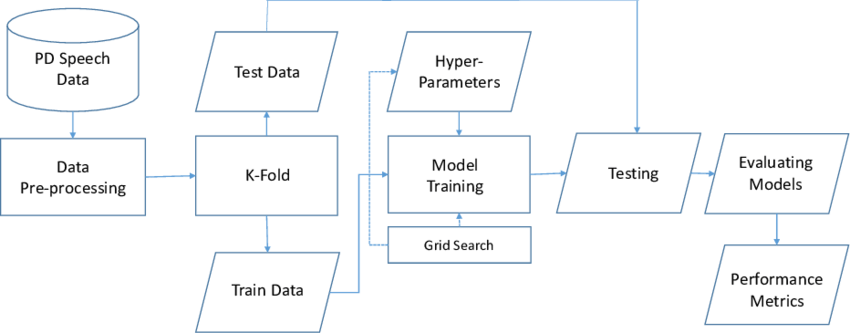 PD Speech
Data
Data
Pre-processing
Test Data
K-Fold
Train Data
Hyper-
Parameters
Model
Training
Grid Search
Testing
Evaluating
Models
Performance
Metrics